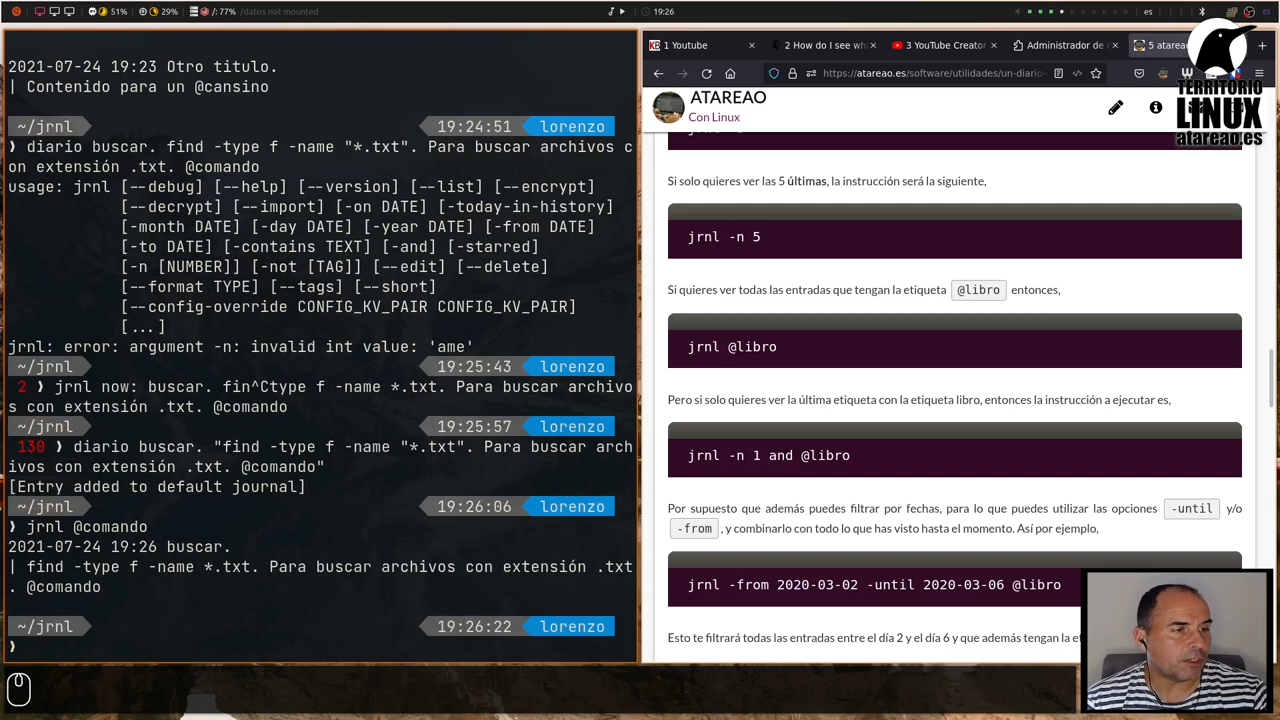 51%
29%
/: 77%
/datos not mounted
19:26
es
ES
2021-07-24 19:23 Otro titulo.
| Contenido para un @cansino
~/jrnl
19:24:51
lorenzo
❯ diario buscar. find -type f -name "*.txt". Para buscar archivos c
on extensión .txt. @comando
usage: jrnl [--debug] [--help] [--version] [--list] [--encrypt]
[--decrypt] [--import] [-on DATE] [-today-in-history]
[-month DATE] [-day DATE] [-year DATE] [-from DATE]
[-to DATE] [-contains TEXT] [-and] [-starred]
[-n [NUMBER]] [-not [TAG]] [--edit] [--delete]
[--format TYPE] [--tags] [--short]
[--config-override CONFIG_KV_PAIR CONFIG_KV_PAIR]
[...]
jrnl: error: argument -n: invalid int value: 'ame'
~/jrnl
19:25:43
lorenzo
2 ❯ jrnl now: buscar. fin^Ctype f -name *.txt. Para buscar archivo
s con extensión .txt. @comando
~/jrnl
19:25:57
lorenzo
130 ❯ diario buscar. "find -type f -name "*.txt". Para buscar arch
ivos con extensión .txt. @comando"
[Entry added to default journal]
~/jrnl
19:26:06
lorenzo
❯ jrnl @comando
2021-07-24 19:26 buscar.
| find -type f -name *.txt. Para buscar archivos con extensión .txt
. @comando
~/jrnl
19:26:22
lorenzo
❯
1 Youtube
2 How do I see wh
3 YouTube Creator
Administrador de
5 atarea
https://atareao.es/software/utilidades/un-diario-
TERRITORIO
LINUX
atareao.es
ATAREAO
Con Linux
Si solo quieres ver las 5 últimas, la instrucción será la siguiente,
jrnl -n 5
Si quieres ver todas las entradas que tengan la etiqueta @libro entonces,
jrnl @libro
Pero si solo quieres ver la última etiqueta con la etiqueta libro, entonces la instrucción a ejecutar es,
jrnl -n 1 and @libro
Por supuesto que además puedes filtrar por fechas, para lo que puedes utilizar las opciones -until y/o
-from , y combinarlo con todo lo que has visto hasta el momento. Así por ejemplo,
jrnl -from 2020-03-02 -until 2020-03-06 @libro
Esto te filtrará todas las entradas entre el día 2 y el día 6 y que además tengan la